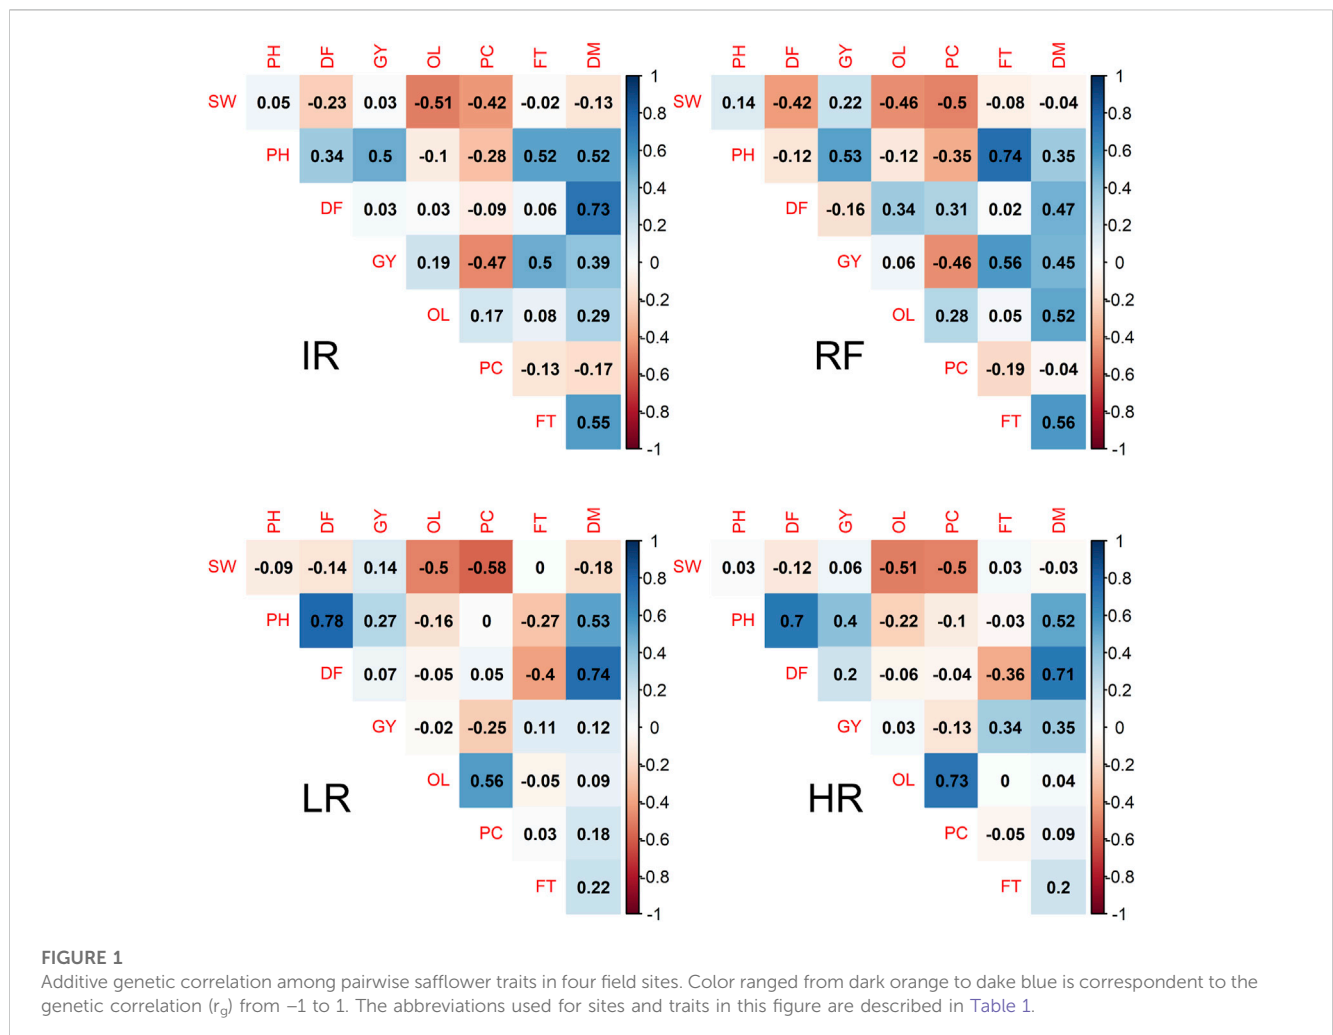 PH DF GY OL PC FT DM
SW 0.05 -0.23 0.03 -0.51 -0.42 -0.02 -0.13
PH 0.34 0.5 -0.1 -0.28 0.52 0.52
DF 0.03 0.03 -0.09 0.06 0.73
GY 0.19 -0.47 0.5 0.39
OL 0.17 0.08 0.29
PC -0.13 -0.17
FT 0.55
IR
1
0.8
0.6
0.4
0.2
0
-0.2
-0.4
-0.6
-0.8
-1
PH DF GY OL PC FT DM
SW 0.14 -0.42 0.22 -0.46 -0.5 -0.08 -0.04
PH -0.12 0.53 -0.12 -0.35 0.74 0.35
DF -0.16 0.34 0.31 0.02 0.47
GY 0.06 -0.46 0.56 0.45
OL 0.28 0.05 0.52
PC -0.19 -0.04
FT 0.56
RF
1
0.8
0.6
0.4
0.2
0
-0.2
-0.4
-0.6
-0.8
-1
PH DF GY OL PC FT DM
SW -0.09 -0.14 0.14 -0.5 -0.58 0 -0.18
PH 0.78 0.27 -0.16 0 -0.27 0.53
DF 0.07 -0.05 0.05 -0.4 0.74
GY -0.02 -0.25 0.11 0.12
OL 0.56 -0.05 0.09
PC 0.03 0.18
FT 0.22
LR
1
0.8
0.6
0.4
0.2
0
-0.2
-0.4
-0.6
-0.8
-1
PH DF GY OL PC FT DM
SW 0.03 -0.12 0.06 -0.51 -0.5 0.03 -0.03
PH 0.7 0.4 -0.22 -0.1 -0.03 0.52
DF 0.2 -0.06 -0.04 -0.36 0.71
GY 0.03 -0.13 0.34 0.35
OL 0.73 0 0.04
PC -0.05 0.09
FT 0.2
HR
1
0.8
0.6
0.4
0.2
0
-0.2
-0.4
-0.6
-0.8
-1
FIGURE 1
Additive genetic correlation among pairwise safflower traits in four field sites. Color ranged from dark orange to dake blue is correspondent to the
genetic correlation (rg) from −1 to 1. The abbreviations used for sites and traits in this figure are described in Table 1.